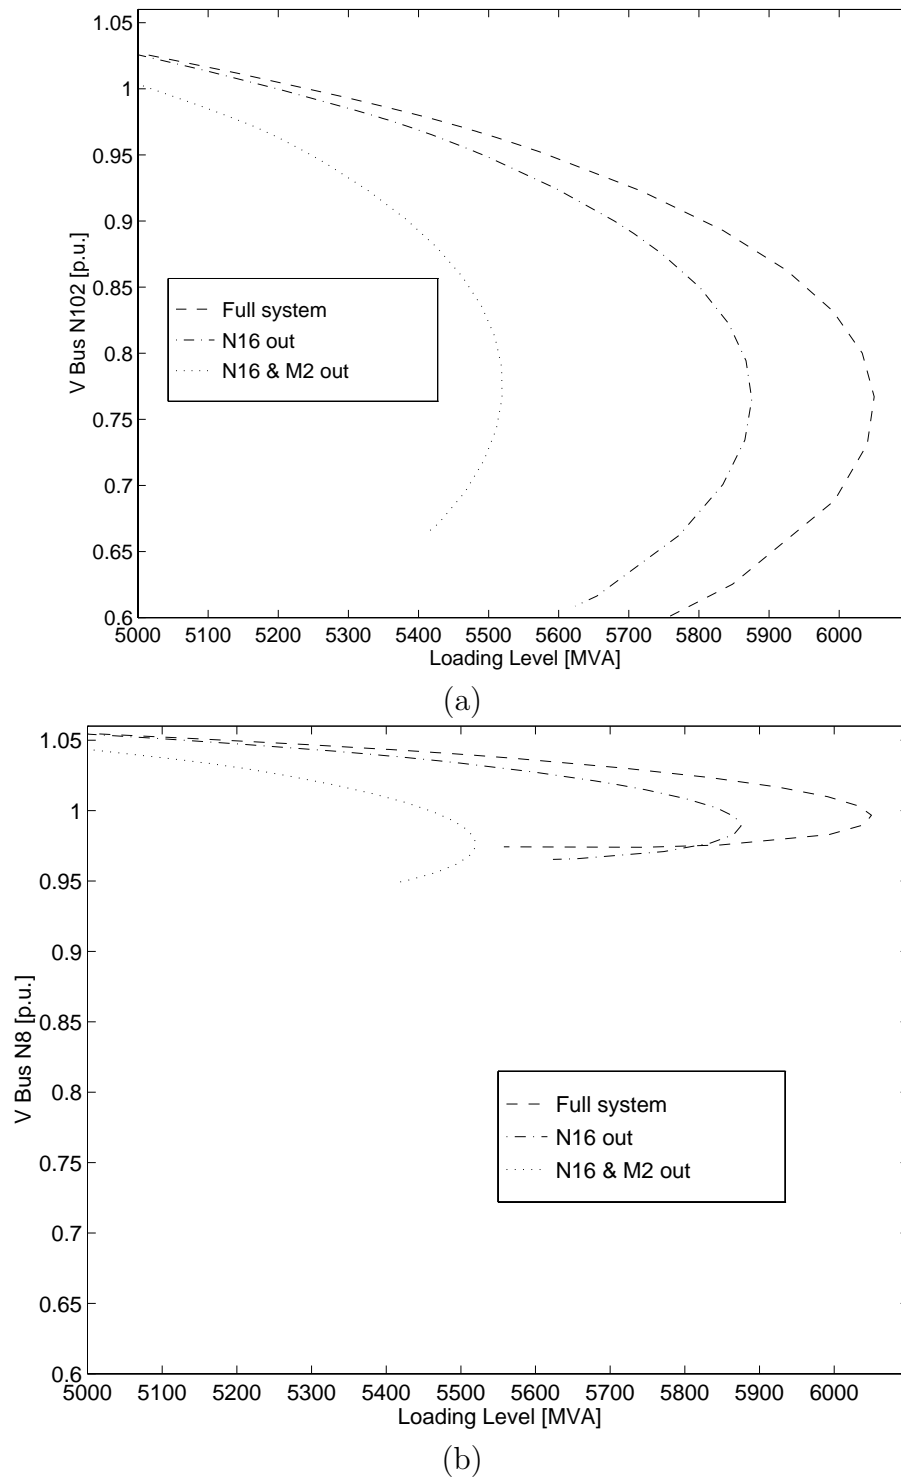 1.05
1
0.95
0.9
0.85
0.8
0.75
0.7
0.65
0.6
V Bus N102 [p.u.]
Full system
N16 out
N16 & M2 out
5000 5100 5200 5300 5400 5500 5600 5700 5800 5900 6000
Loading Level [MVA]
(a)
1.05
1
0.95
0.9
0.85
0.8
0.75
0.7
0.65
0.6
V Bus N8 [p.u.]
Full system
N16 out
N16 & M2 out
5000 5100 5200 5300 5400 5500 5600 5700 5800 5900 6000
Loading Level [MVA]
(b)